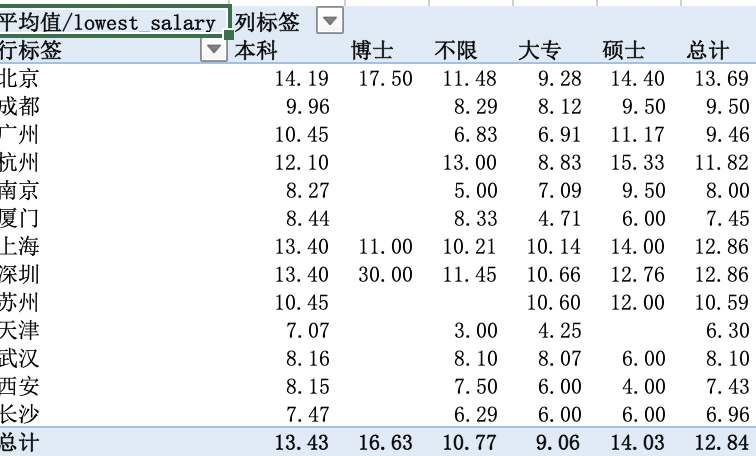 平均值/lowest_salary 列标签
行标签 本科 博士 不限 大专 硕士 总计
北京 14.19 17.50 11.48 9.28 14.40 13.69
成都 9.96 8.29 8.12 9.50 9.50
广州 10.45 6.83 6.91 11.17 9.46
杭州 12.10 13.00 8.83 15.33 11.82
南京 8.27 5.00 7.09 9.50 8.00
厦门 8.44 8.33 4.71 6.00 7.45
上海 13.40 11.00 10.21 10.14 14.00 12.86
深圳 13.40 30.00 11.45 10.66 12.76 12.86
苏州 10.45 10.60 12.00 10.59
天津 7.07 3.00 4.25 6.30
武汉 8.16 8.10 8.07 6.00 8.10
西安 8.15 7.50 6.00 4.00 7.43
长沙 7.47 6.29 6.00 6.00 6.96
总计 13.43 16.63 10.77 9.06 14.03 12.84